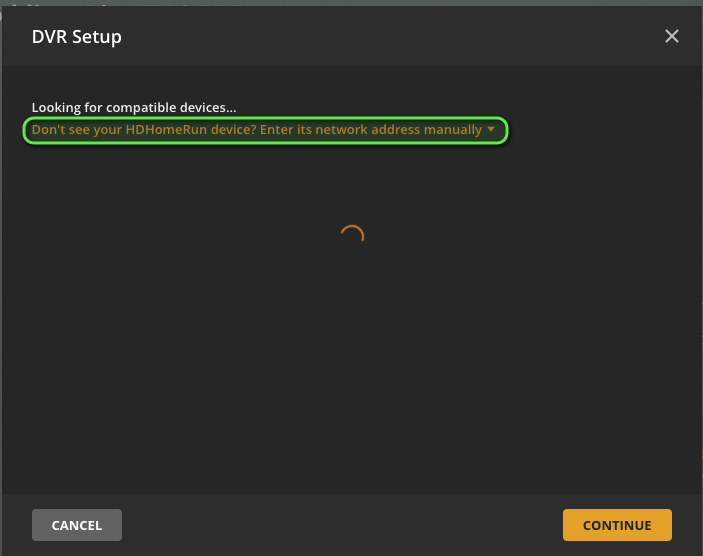 DVR Setup
Looking for compatible devices...
Don't see your HDHomeRun device? Enter its network address manually
CANCEL
CONTINUE